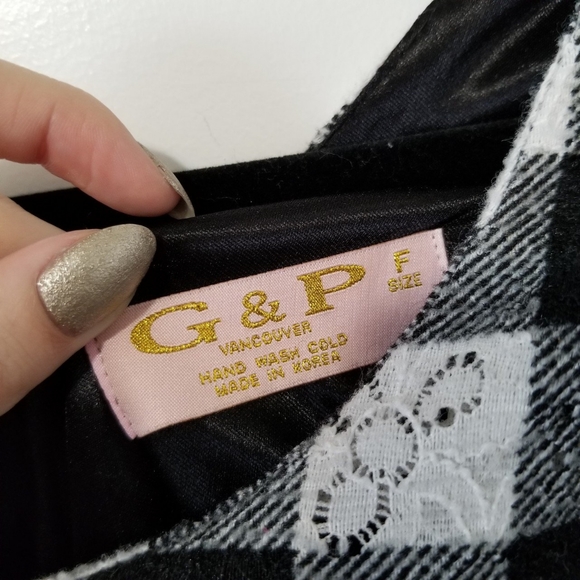 G & P
F
SIZE
VANCOUVER
HAND WASH COLD
MADE IN KOREA